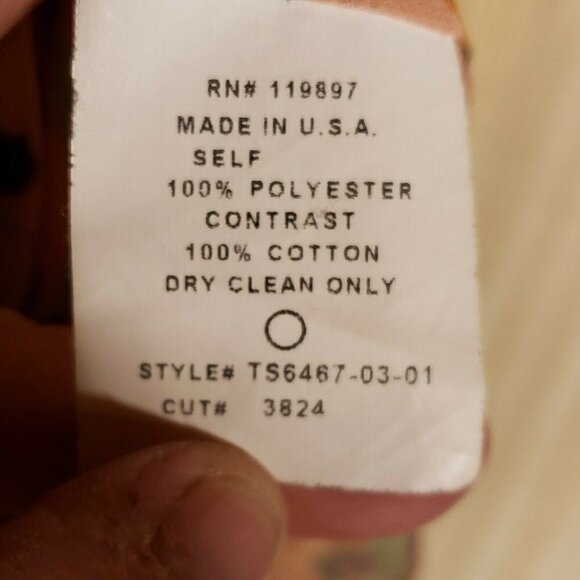 RN# 119897
MADE IN U.S.A.
SELF
100% POLYESTER
CONTRAST
100% COTTON
DRY CLEAN ONLY
STYLE# TS6467-03-01
CUT# 3824